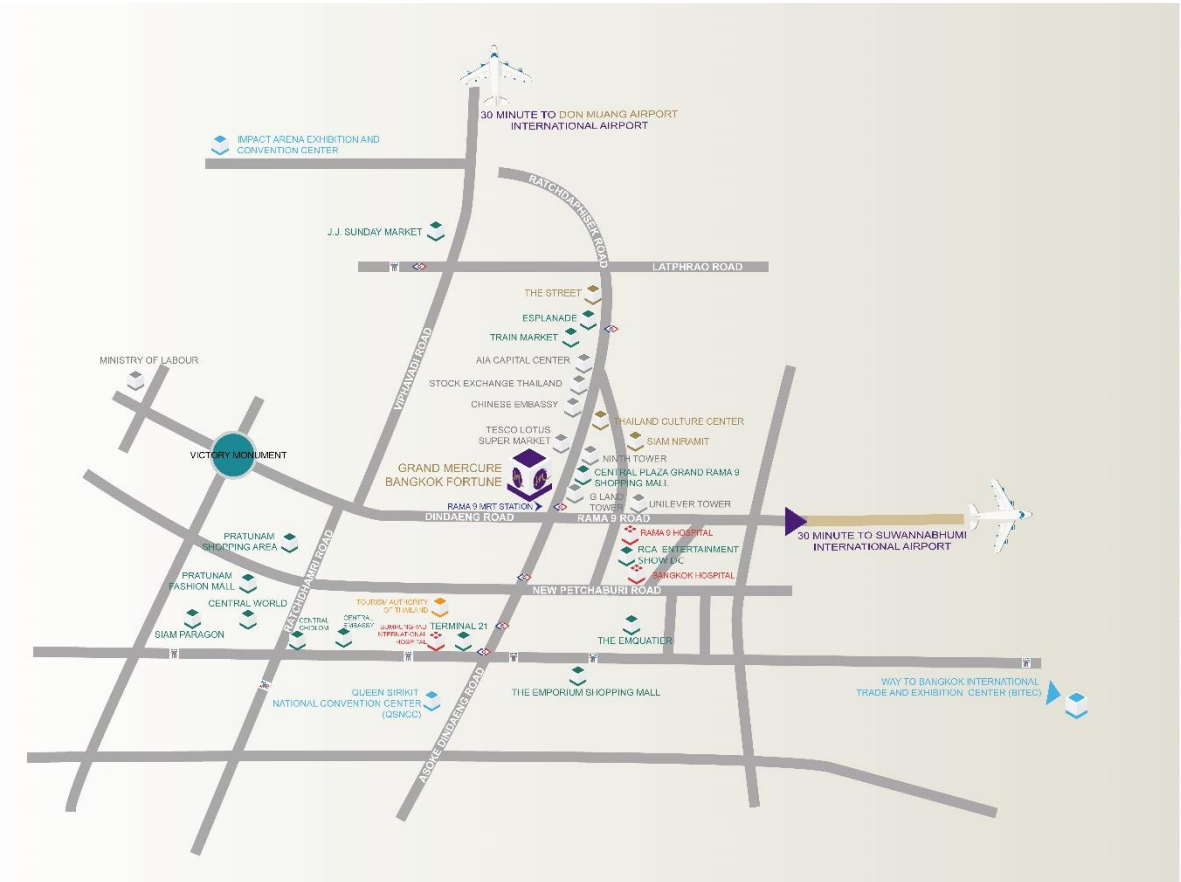 30 MINUTE TO DON MUANG AIRPORT
INTERNATIONAL AIRPORT
IMPACT ARENA EXHIBITION AND
CONVENTION CENTER
RATCHDAPHISEK ROAD
J.J. SUNDAY MARKET
LATPHRAO ROAD
THE STREET
ESPLANADE
TRAIN MARKET
VIPHAVADI ROAD
MINISTRY OF LABOUR
AIA CAPITAL CENTER
STOCK EXCHANGE THAILAND
CHINESE EMBASSY
THAILAND CULTURE CENTER
TESCO LOTUS
SUPER MARKET
SIAM NIRAMIT
VICTORY MONUMENT
NINTH TOWER
GRAND MERCURE
BANGKOK FORTUNE
CENTRAL PLAZA GRAND RAMA 9
SHOPPING MALL
G LAND
TOWER
UNILEVER TOWER
RAMA 9 MRT STATION
DINDAENG ROAD
RAMA 9 ROAD
30 MINUTE TO SUWANNABHUMI
INTERNATIONAL AIRPORT
RAMA 9 HOSPITAL
PRATUNAM
SHOPPING AREA
RCA ENTERTAINMENT
SHOW DC
BANGKOK HOSPITAL
RATCHDHAMRI ROAD
PRATUNAM
FASHION MALL
NEW PETCHABURI ROAD
CENTRAL WORLD
TOURISM AUTHORITY
OF THAILAND
SIAM PARAGON
CENTRAL
CHIDLOM
CENTRAL
EMBASSY
INTERNATIONAL
HOSPITAL
TERMINAL 21
THE EMQUATIER
THE EMPORIUM SHOPPING MALL
WAY TO BANGKOK INTERNATIONAL
TRADE AND EXHIBITION CENTER (BITEC)
QUEEN SIRIKIT
NATIONAL CONVENTION CENTER
(QSNCC)
ASOKE DINDAENG ROAD